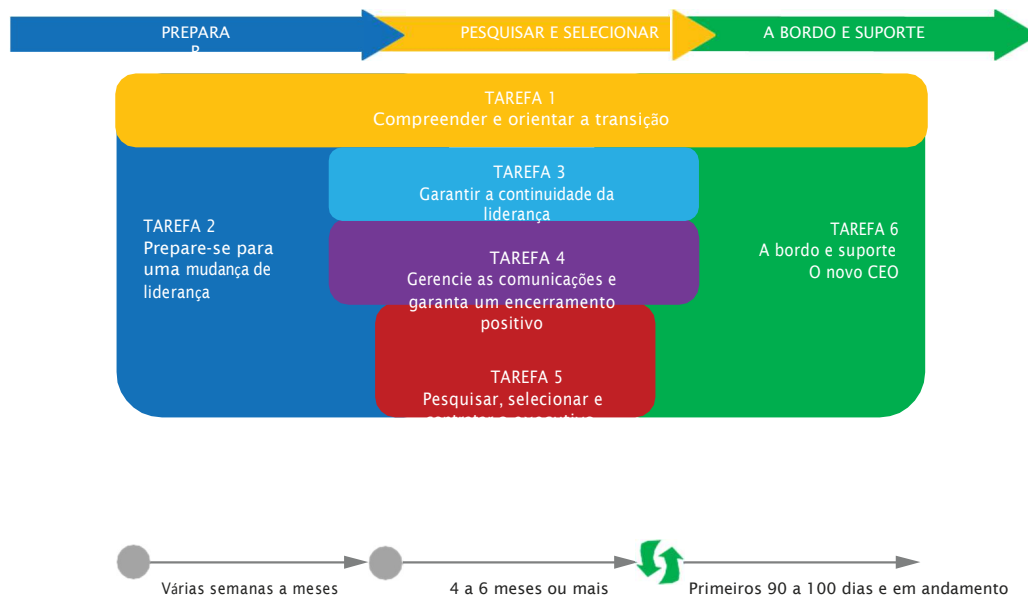 PREPARA
PESQUISAR E SELECIONAR
A BORDO E SUPORTE
TAREFA 1
Compreender e orientar a transição
TAREFA 3
Garantir a continuidade da
liderança
TAREFA 2
Prepare-se para
uma mudança de
liderança
TAREFA 4
Gerencie as comunicações e
garanta um encerramento
positivo
TAREFA 6
A bordo e suporte
O novo CEO
TAREFA 5
Pesquisar, selecionar e
Várias semanas a meses
4 a 6 meses ou mais
Primeiros 90 a 100 dias e em andamento